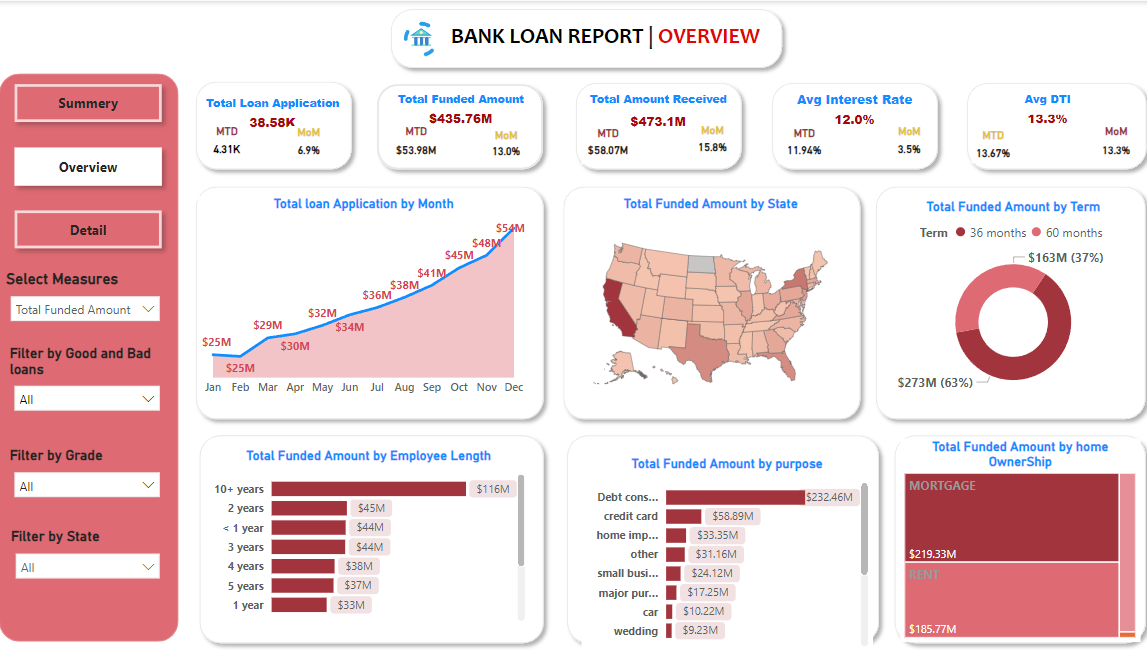 BANK LOAN REPORT | OVERVIEW
Summery
Overview
Detail
Select Measures
Total Funded Amount
Filter by Good and Bad
loans
All
Filter by Grade
All
Filter by State
All
Total Loan Application
38.58K
MTD
MoM
4.31K
6.9%
Total Funded Amount
$435.76M
MTD
MoM
$53.98M
13.0%
Total Amount Received
$473.1M
MTD
MoM
$58.07M
15.8%
Avg Interest Rate
12.0%
MTD
MoM
11.94%
3.5%
Avg DTI
13.3%
MTD
MoM
13.67%
13.3%
Total loan Application by Month
$25M
$25M
$29M
$30M
$32M
$34M
$36M
$38M
$41M
$45M
$48M
$54M
Jan Feb Mar Apr May Jun Jul Aug Sep Oct Nov Dec
Total Funded Amount by State
Total Funded Amount by Term
Term 36 months 60 months
$163M (37%)
$273M (63%)
Total Funded Amount by Employee Length
10+ years $116M
2 years $45M
< 1 year $44M
3 years $44M
4 years $38M
5 years $37M
1 year $33M
Total Funded Amount by purpose
Debt cons... $232.46M
credit card $58.89M
home imp... $33.35M
other $31.16M
small busi... $24.12M
major pur... $17.25M
car $10.22M
wedding $9.23M
Total Funded Amount by home
OwnerShip
MORTGAGE
$219.33M
RENT
$185.77M